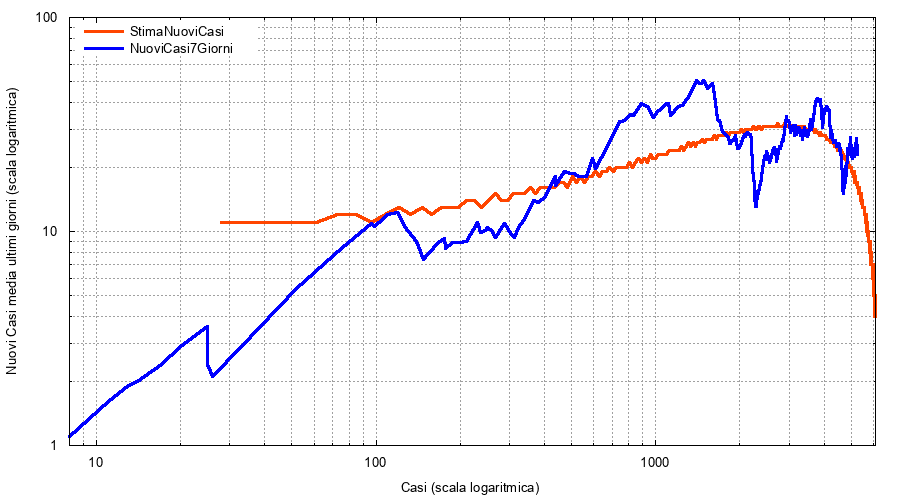 100
StimaNuoviCasi
NuoviCasi7Giorni
Nuovi Casi media ultimi giorni (scala logaritmica)
10
1
10
100
1000
Casi (scala logaritmica)